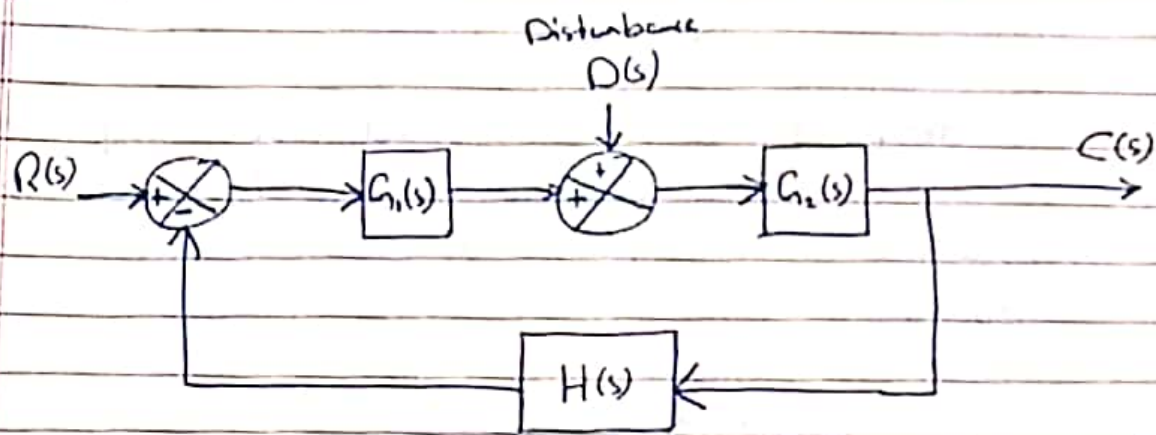 Disturbance
D(s)
R(s)
+
-
G₁(s)
+
+
G₂(s)
C(s)
H(s)